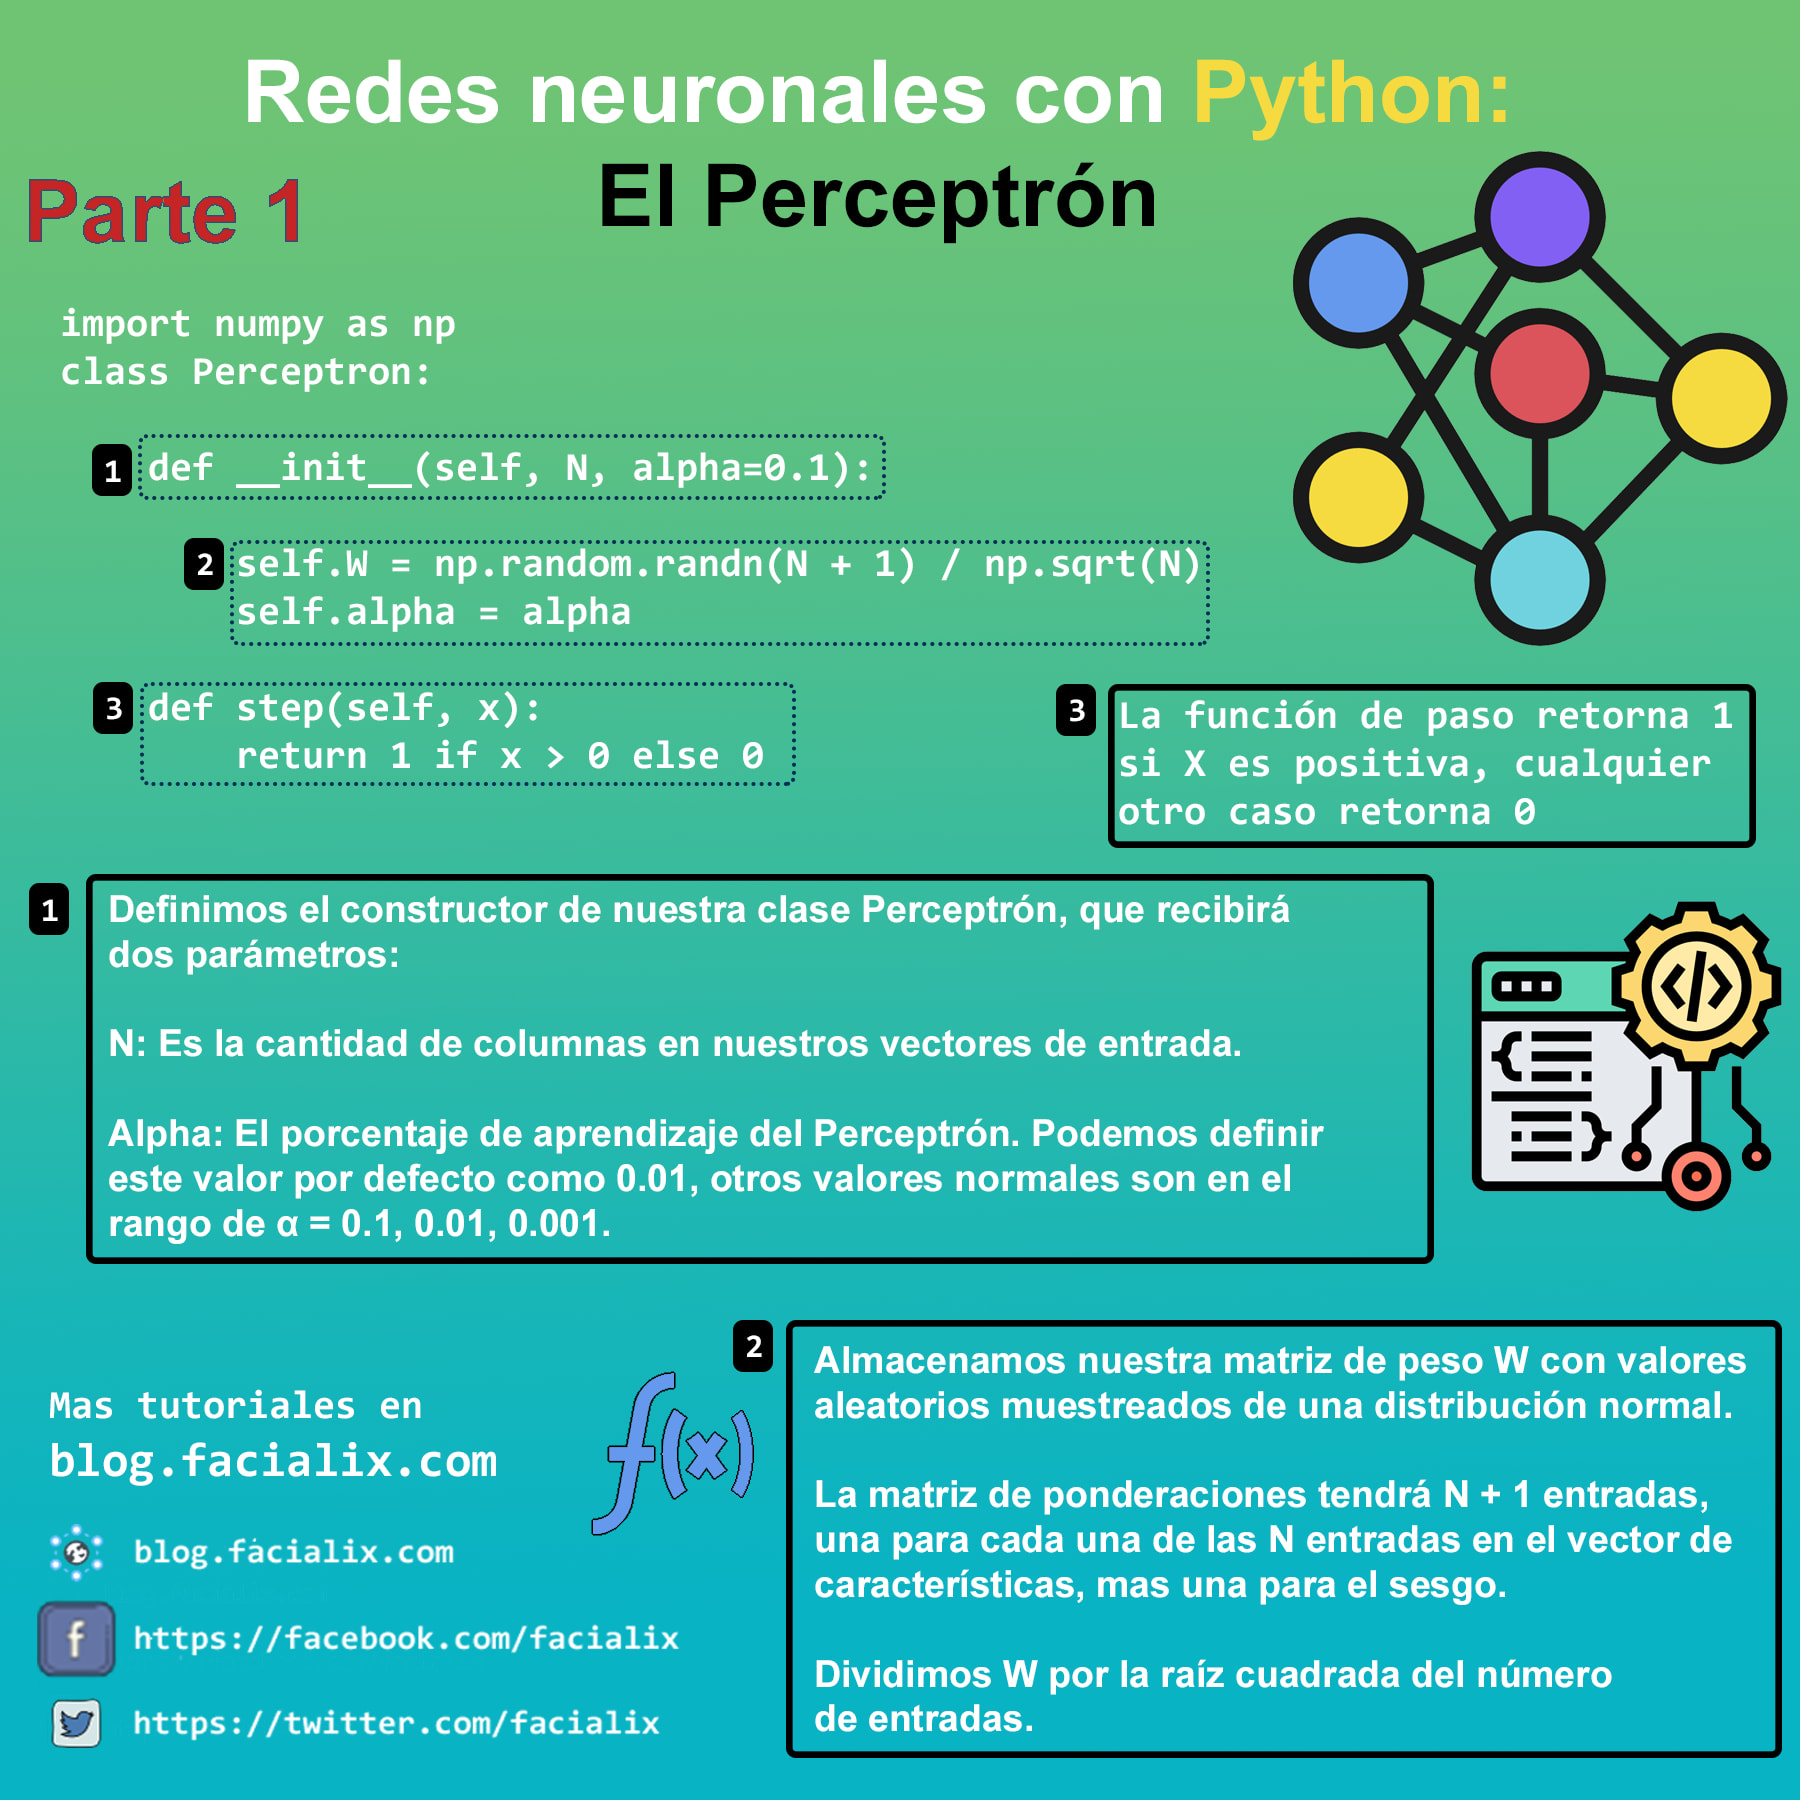 Redes neuronales con Python:
El Perceptrón
Parte 1
import numpy as np
class Perceptron:
1
def __init__(self, N, alpha=0.1):
2
self.W = np.random.randn(N + 1) / np.sqrt(N)
self.alpha = alpha
3
def step(self, x):
return 1 if x > 0 else 0
3
La función de paso retorna 1
si X es positiva, cualquier
otro caso retorna 0
1
Definimos el constructor de nuestra clase Perceptrón, que recibirá
dos parámetros:
N: Es la cantidad de columnas en nuestros vectores de entrada.
Alpha: El porcentaje de aprendizaje del Perceptrón. Podemos definir
este valor por defecto como 0.01, otros valores normales son en el
rango de α = 0.1, 0.01, 0.001.
2
Almacenamos nuestra matriz de peso W con valores
aleatorios muestreados de una distribución normal.
La matriz de ponderaciones tendrá N + 1 entradas,
una para cada una de las N entradas en el vector de
características, mas una para el sesgo.
Dividimos W por la raíz cuadrada del número
de entradas.
f(x)
Mas tutoriales en
blog.facialix.com
blog.facialix.com
https://facebook.com/facialix
https://twitter.com/facialix